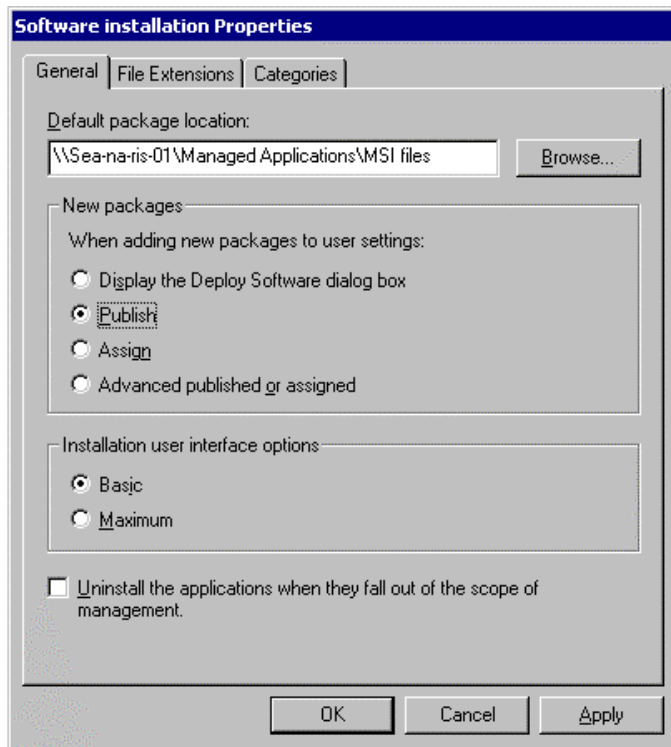 Software installation Properties
General File Extensions Categories
Default package location:
\\Sea-na-ris-01\Managed Applications\MSI files
Browse...
New packages
When adding new packages to user settings:
Display the Deploy Software dialog box
Publish
Assign
Advanced published or assigned
Installation user interface options
Basic
Maximum
Uninstall the applications when they fall out of the scope of
management.
OK Cancel Apply